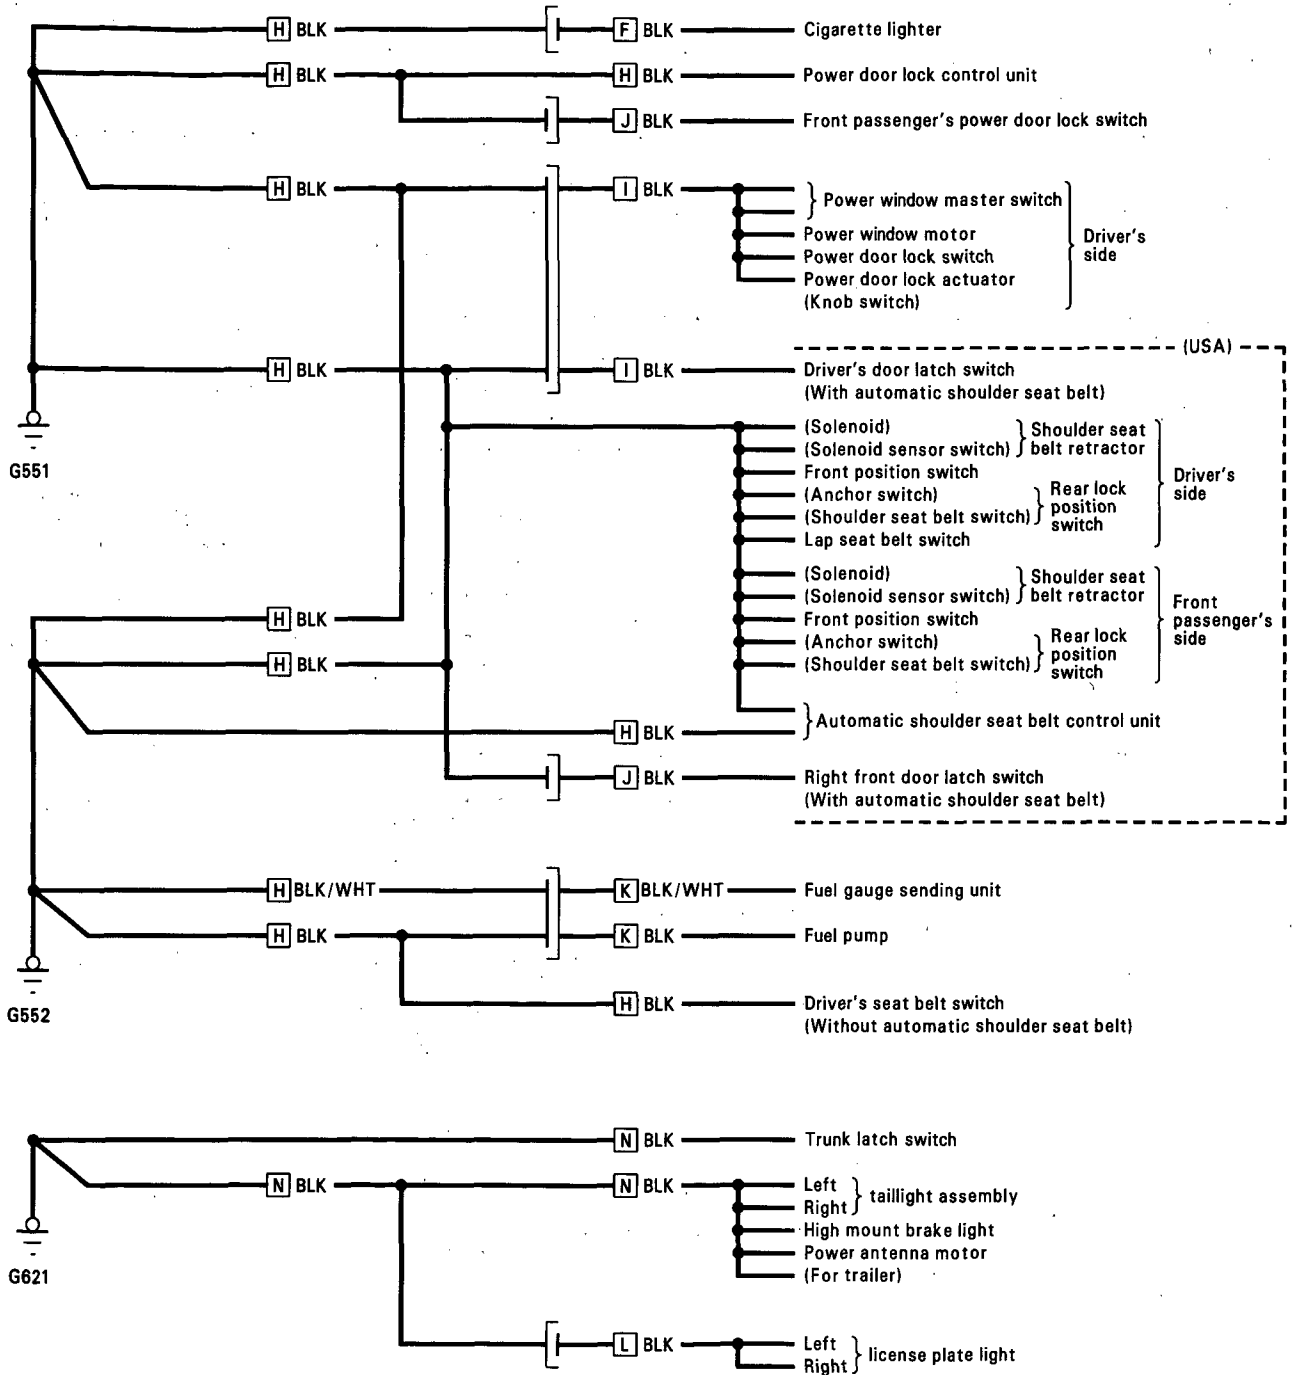 H BLK F BLK Cigarette lighter
H BLK H BLK Power door lock control unit
J BLK Front passenger's power door lock switch
H BLK I BLK Power window master switch
Power window motor
Power door lock switch
Power door lock actuator
(Knob switch)
Driver's
side
(USA)
H BLK I BLK Driver's door latch switch
(With automatic shoulder seat belt)
G551
(Solenoid)
(Solenoid sensor switch)
Shoulder seat
belt retractor
Front position switch
(Anchor switch)
(Shoulder seat belt switch)
Rear lock
position
switch
Lap seat belt switch
Driver's
side
(Solenoid)
(Solenoid sensor switch)
Shoulder seat
belt retractor
H BLK
Front position switch
(Anchor switch)
H BLK
(Shoulder seat belt switch)
Rear lock
position
switch
Front
passenger's
side
Automatic shoulder seat belt control unit
H BLK
J BLK Right front door latch switch
(With automatic shoulder seat belt)
H BLK/WHT K BLK/WHT Fuel gauge sending unit
H BLK K BLK Fuel pump
G552
H BLK Driver's seat belt switch
(Without automatic shoulder seat belt)
N BLK Trunk latch switch
N BLK N BLK Left
Right
taillight assembly
High mount brake light
Power antenna motor
(For trailer)
G621
L BLK Left
Right
license plate light